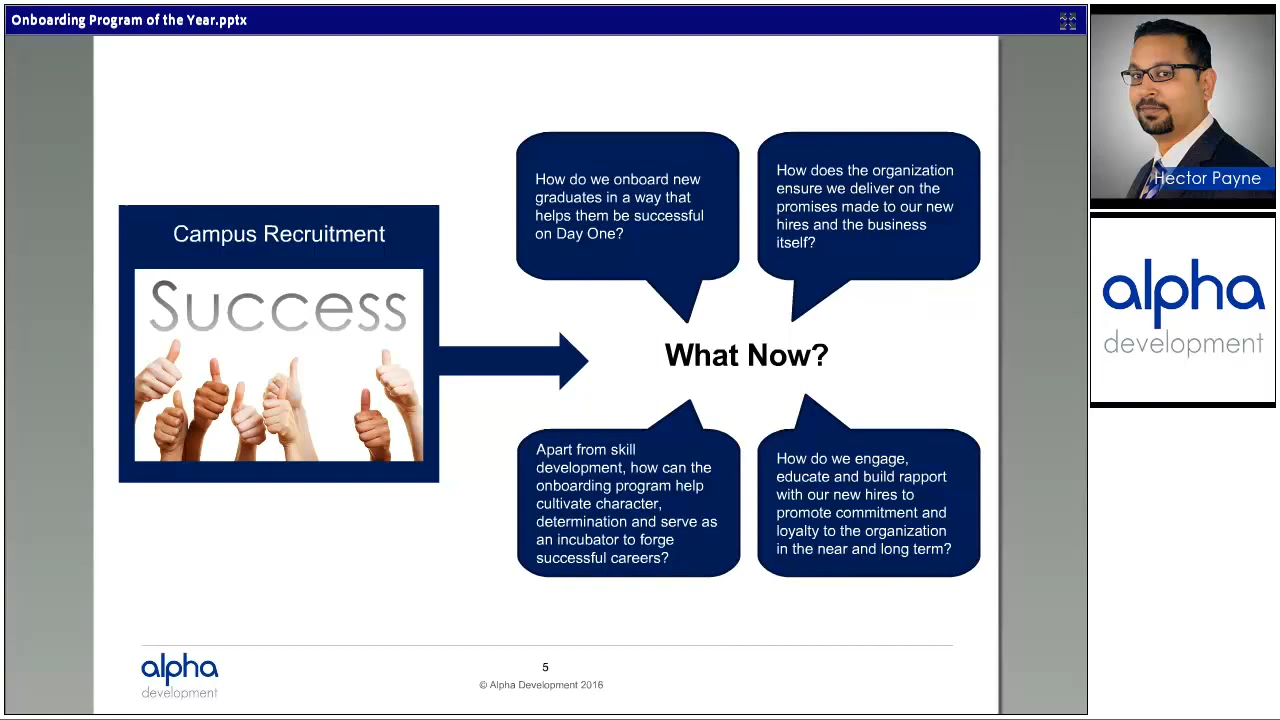 Onboarding Program of the Year.pptx
Campus Recruitment
Success
How do we onboard new
graduates in a way that
helps them be successful
on Day One?
How does the organization
ensure we deliver on the
promises made to our new
hires and the business
itself?
What Now?
Apart from skill
development, how can the
onboarding program help
cultivate character,
determination and serve as
an incubator to forge
successful careers?
How do we engage,
educate and build rapport
with our new hires to
promote commitment and
loyalty to the organization
in the near and long term?
alpha
development
5
© Alpha Development 2016
Hector Payne
alpha
development